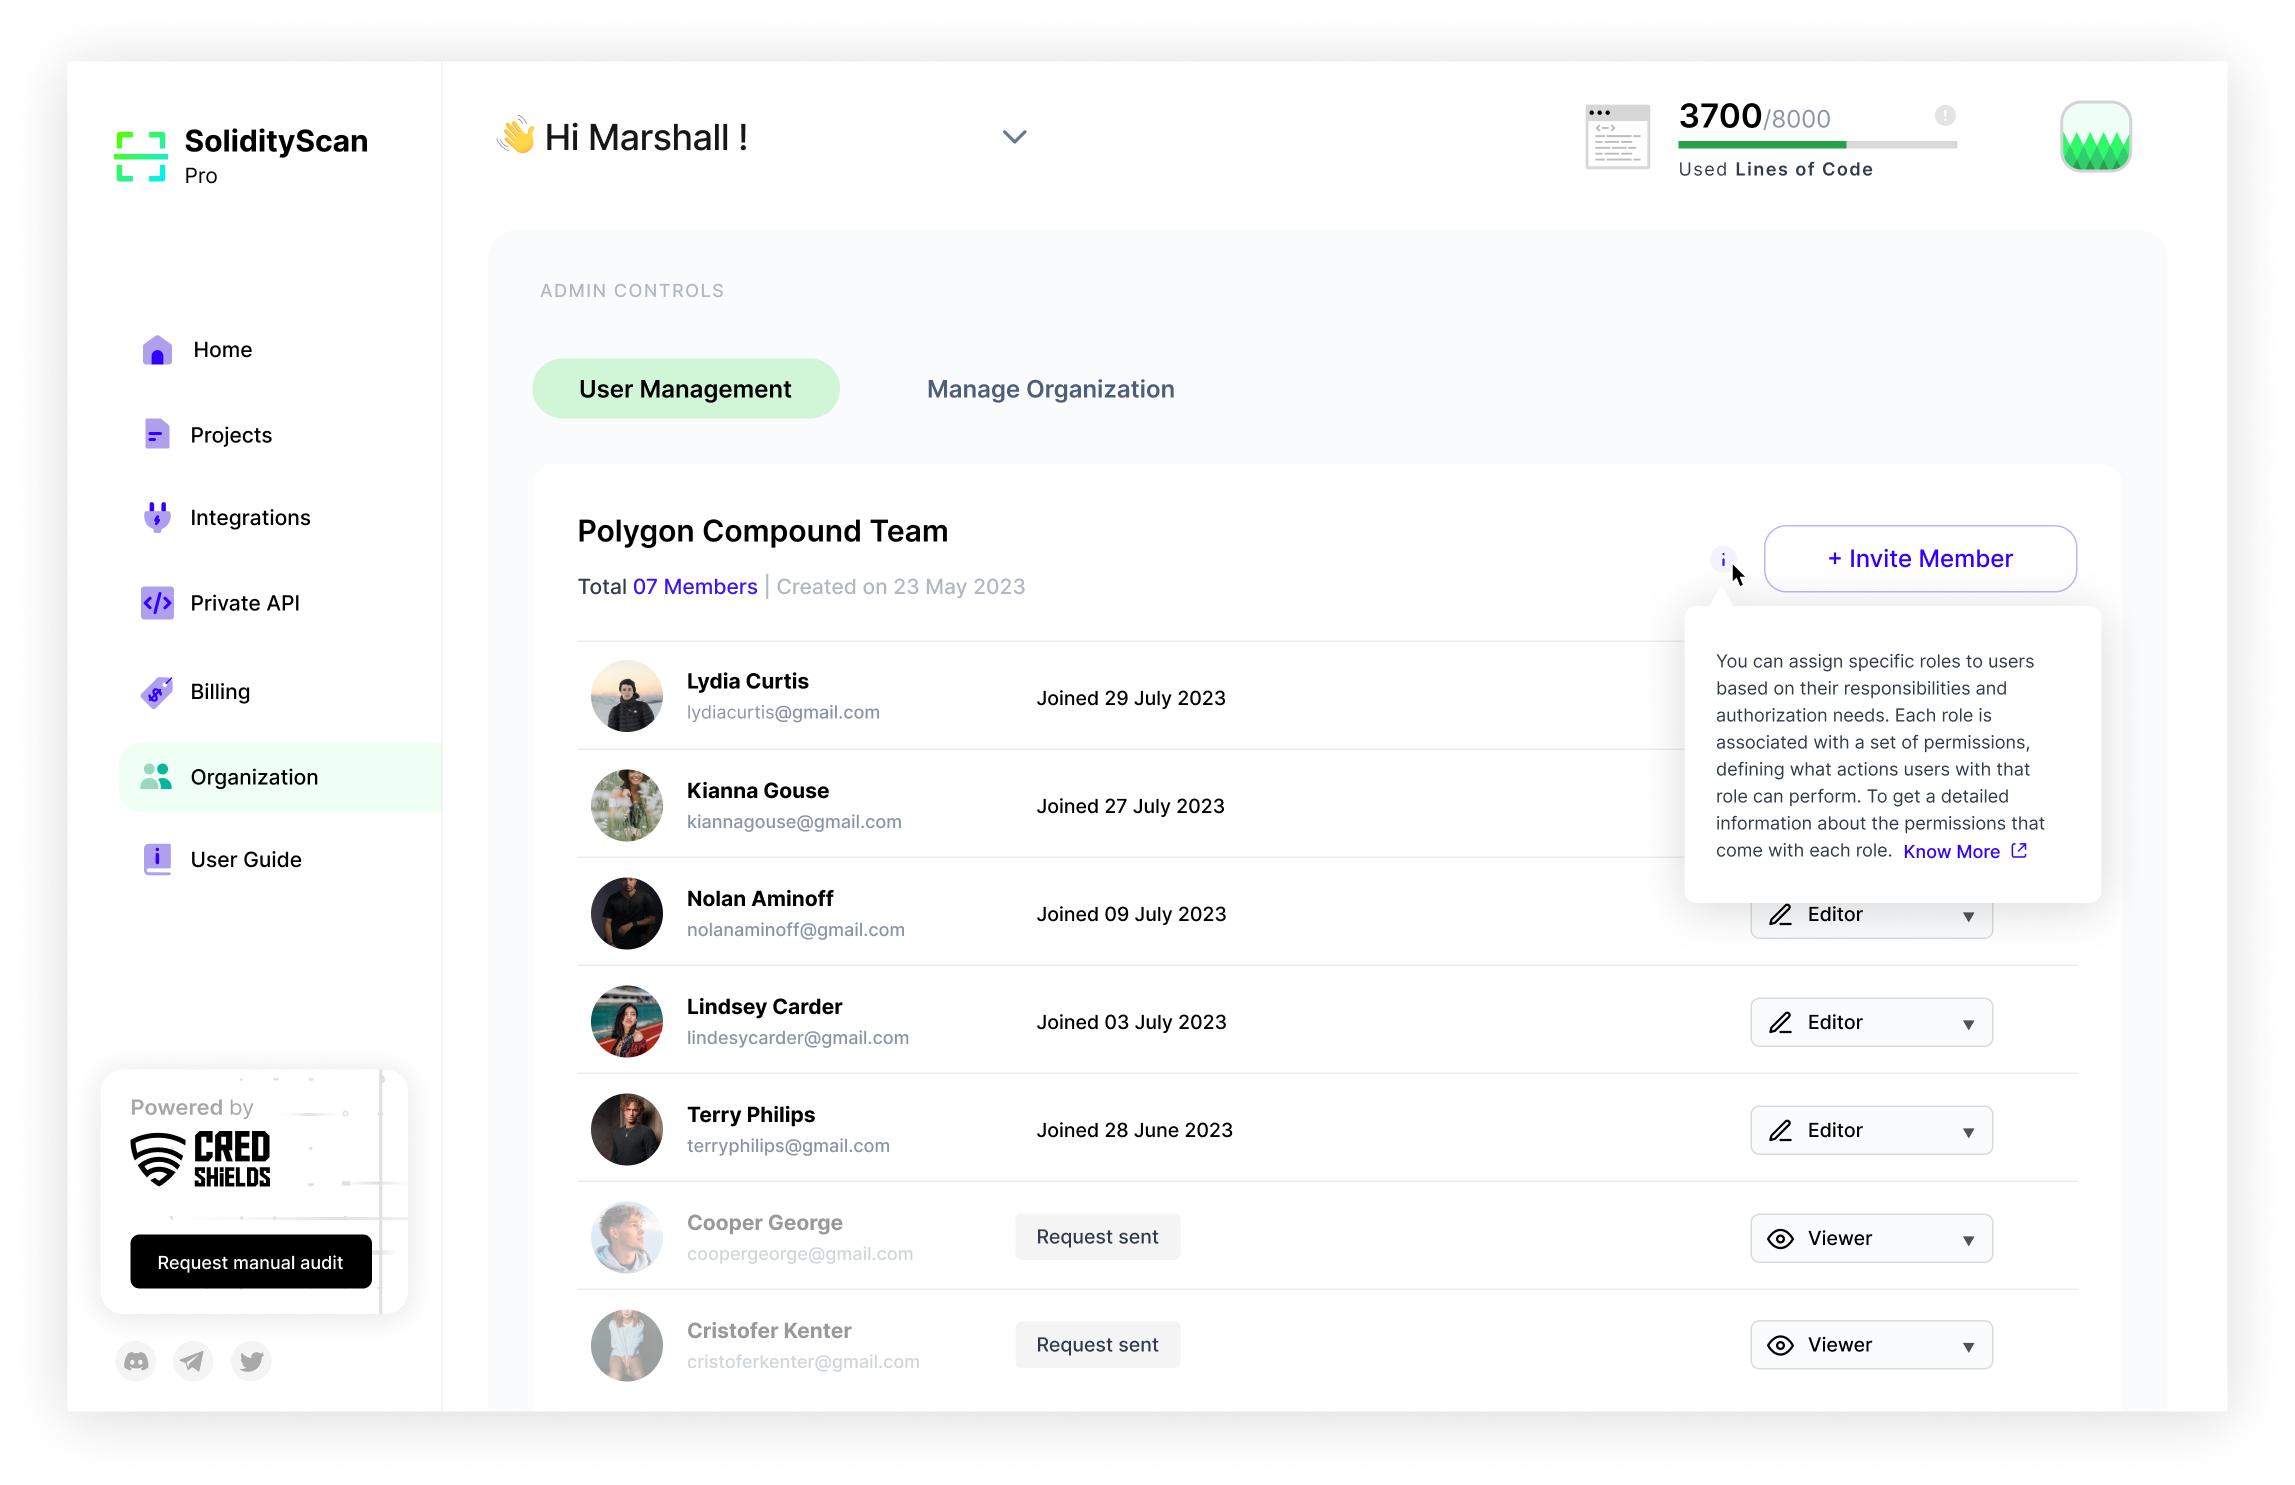 SolidityScan
Pro
Home
Projects
Integrations
Private API
Billing
Organization
User Guide
Powered by
CRED
SHiELDS
Request manual audit
👋 Hi Marshall !
3700/8000
Used Lines of Code
ADMIN CONTROLS
User Management
Manage Organization
Polygon Compound Team
Total 07 Members | Created on 23 May 2023
i
+ Invite Member
You can assign specific roles to users
based on their responsibilities and
authorization needs. Each role is
associated with a set of permissions,
defining what actions users with that
role can perform. To get a detailed
information about the permissions that
come with each role. Know More
Lydia Curtis
lydiacurtis@gmail.com
Joined 29 July 2023
Kianna Gouse
kiannagouse@gmail.com
Joined 27 July 2023
Nolan Aminoff
nolanaminoff@gmail.com
Joined 09 July 2023
Editor
Lindsey Carder
lindesycarder@gmail.com
Joined 03 July 2023
Editor
Terry Philips
terryphilips@gmail.com
Joined 28 June 2023
Editor
Cooper George
coopergeorge@gmail.com
Request sent
Viewer
Cristofer Kenter
cristoferkenter@gmail.com
Request sent
Viewer